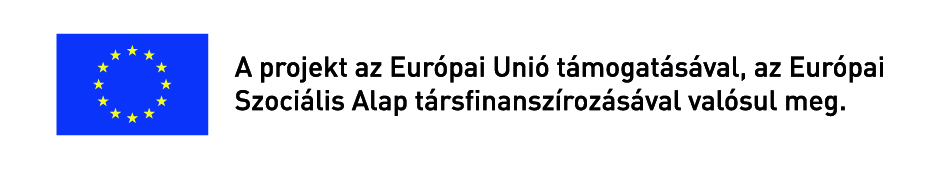 A projekt az Európai Unió támogatásával, az Európai
Szociális Alap társfinanszírozásával valósul meg.